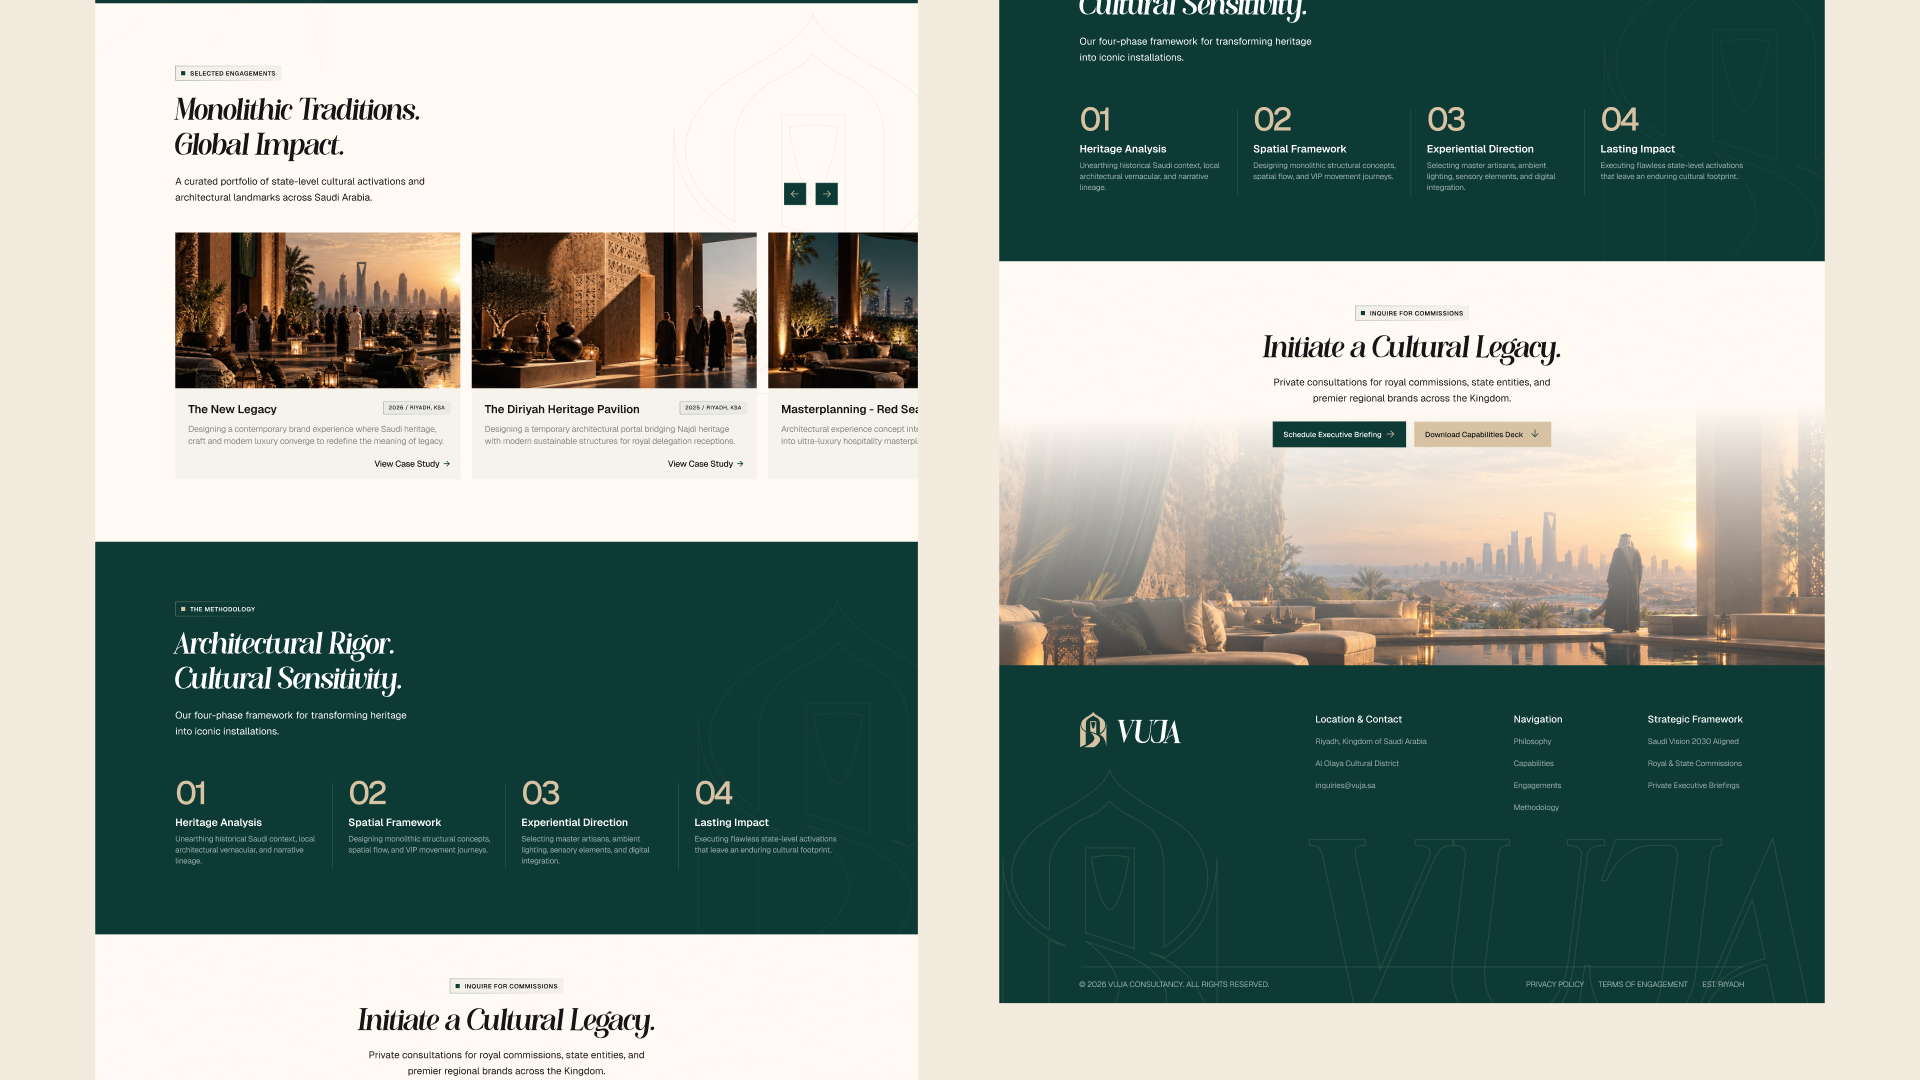 SELECTED ENGAGEMENTS
Monolithic Traditions.
Global Impact.
A curated portfolio of state-level cultural activations and
architectural landmarks across Saudi Arabia.
The New Legacy
2026 / RIYADH, KSA
Designing a contemporary brand experience where Saudi heritage,
craft and modern luxury converge to redefine the meaning of legacy.
View Case Study →
The Diriyah Heritage Pavilion
2025 / RIYADH, KSA
Designing a temporary architectural portal bridging Najdi heritage
with modern sustainable structures for royal delegation receptions.
View Case Study →
Masterplanning - Red Sea
Architectural experience concept inte
into ultra-luxury hospitality masterpl
THE METHODOLOGY
Architectural Rigor.
Cultural Sensitivity.
Our four-phase framework for transforming heritage
into iconic installations.
01
Heritage Analysis
Unearthing historical Saudi context, local
architectural vernacular, and narrative
lineage.
02
Spatial Framework
Designing monolithic structural concepts,
spatial flow, and VIP movement journeys.
03
Experiential Direction
Selecting master artisans, ambient
lighting, sensory elements, and digital
integration.
04
Lasting Impact
Executing flawless state-level activations
that leave an enduring cultural footprint.
INQUIRE FOR COMMISSIONS
Initiate a Cultural Legacy.
Private consultations for royal commissions, state entities, and
premier regional brands across the Kingdom.
Cultural Sensitivity.
Our four-phase framework for transforming heritage
into iconic installations.
01
Heritage Analysis
Unearthing historical Saudi context, local
architectural vernacular, and narrative
lineage.
02
Spatial Framework
Designing monolithic structural concepts,
spatial flow, and VIP movement journeys.
03
Experiential Direction
Selecting master artisans, ambient
lighting, sensory elements, and digital
integration.
04
Lasting Impact
Executing flawless state-level activations
that leave an enduring cultural footprint.
INQUIRE FOR COMMISSIONS
Initiate a Cultural Legacy.
Private consultations for royal commissions, state entities, and
premier regional brands across the Kingdom.
Schedule Executive Briefing →
Download Capabilities Deck ↓
VUJA
Location & Contact
Riyadh, Kingdom of Saudi Arabia
Al Olaya Cultural District
inquiries@vuja.sa
Navigation
Philosophy
Capabilities
Engagements
Methodology
Strategic Framework
Saudi Vision 2030 Aligned
Royal & State Commissions
Private Executive Briefings
VUJA
© 2026 VUJA CONSULTANCY. ALL RIGHTS RESERVED.
PRIVACY POLICY
TERMS OF ENGAGEMENT
EST. RIYADH